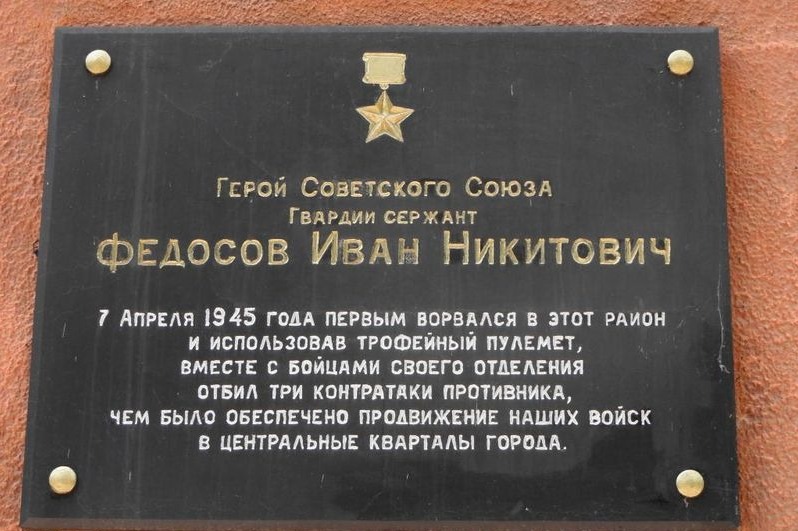 Герой Советского Союза
Гвардии сержант
Федосов Иван Никитович
7 Апреля 1945 года первым ворвался в этот раион
и использовав трофейный пулемет,
вместе с бойцами своего отделения
отбил три контратаки противника,
чем было обеспечено продвижение наших войск
в центральные кварталы города.